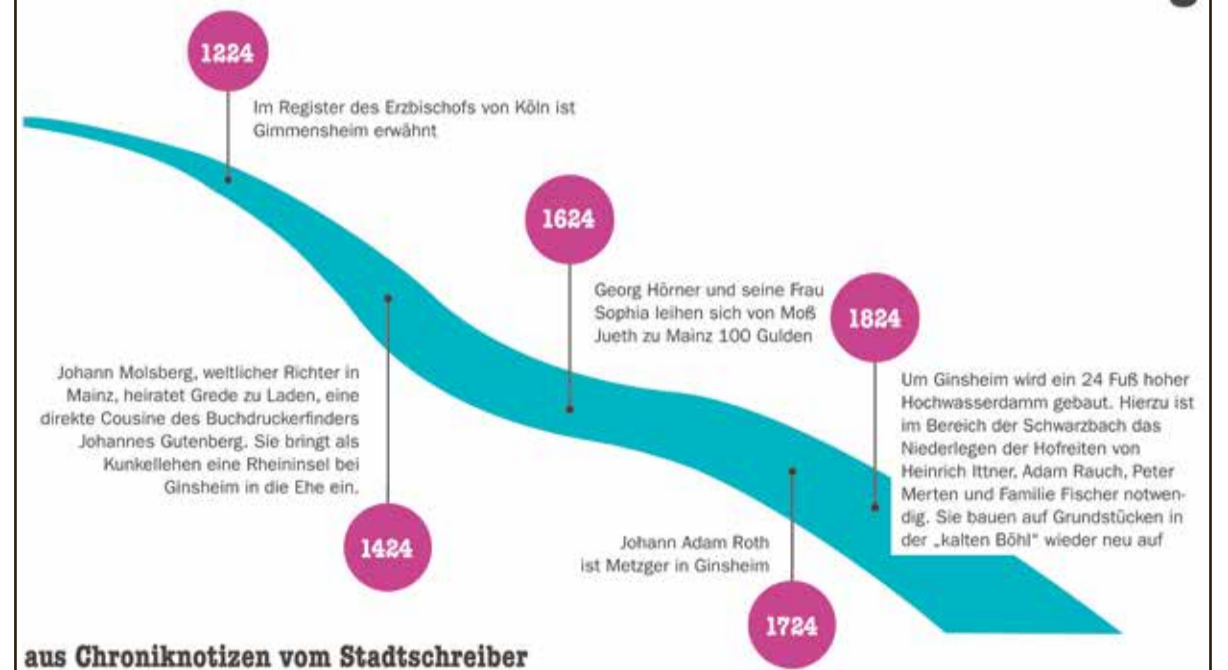 1224
Im Register des Erzbischofs von Köln ist
Gimmensheim erwähnt
1424
Johann Molsberg, weltlicher Richter in
Mainz, heiratet Grede zu Laden, eine
direkte Cousine des Buchdruckerfinders
Johannes Gutenberg. Sie bringt als
Kunkellehen eine Rheininsel bei
Ginsheim in die Ehe ein.
1624
Georg Hörner und seine Frau
Sophia leihen sich von Moß
Jueth zu Mainz 100 Gulden
1724
Johann Adam Roth
ist Metzger in Ginsheim
1824
Um Ginsheim wird ein 24 Fuß hoher
Hochwasserdamm gebaut. Hierzu ist
im Bereich der Schwarzbach das
Niederlegen der Hofreiten von
Heinrich Ittner, Adam Rauch, Peter
Merten und Familie Fischer notwen-
dig. Sie bauen auf Grundstücken in
der „kalten Böhl“ wieder neu auf
aus Chroniknotizen vom Stadtschreiber